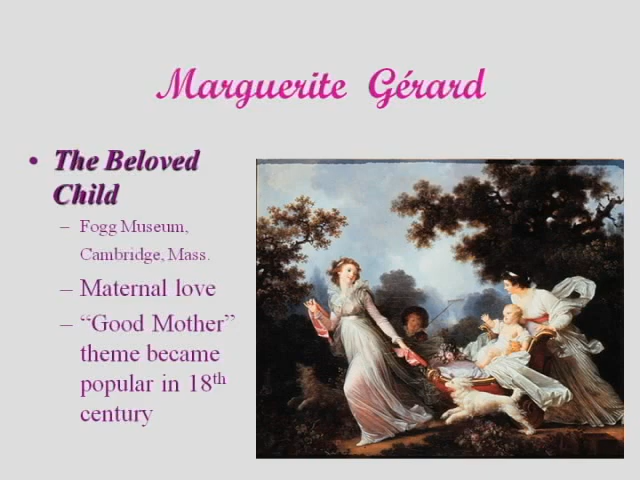 Marguerite Gérard
• The Beloved
Child
– Fogg Museum,
Cambridge, Mass.
– Maternal love
– “Good Mother”
theme became
popular in 18th
century